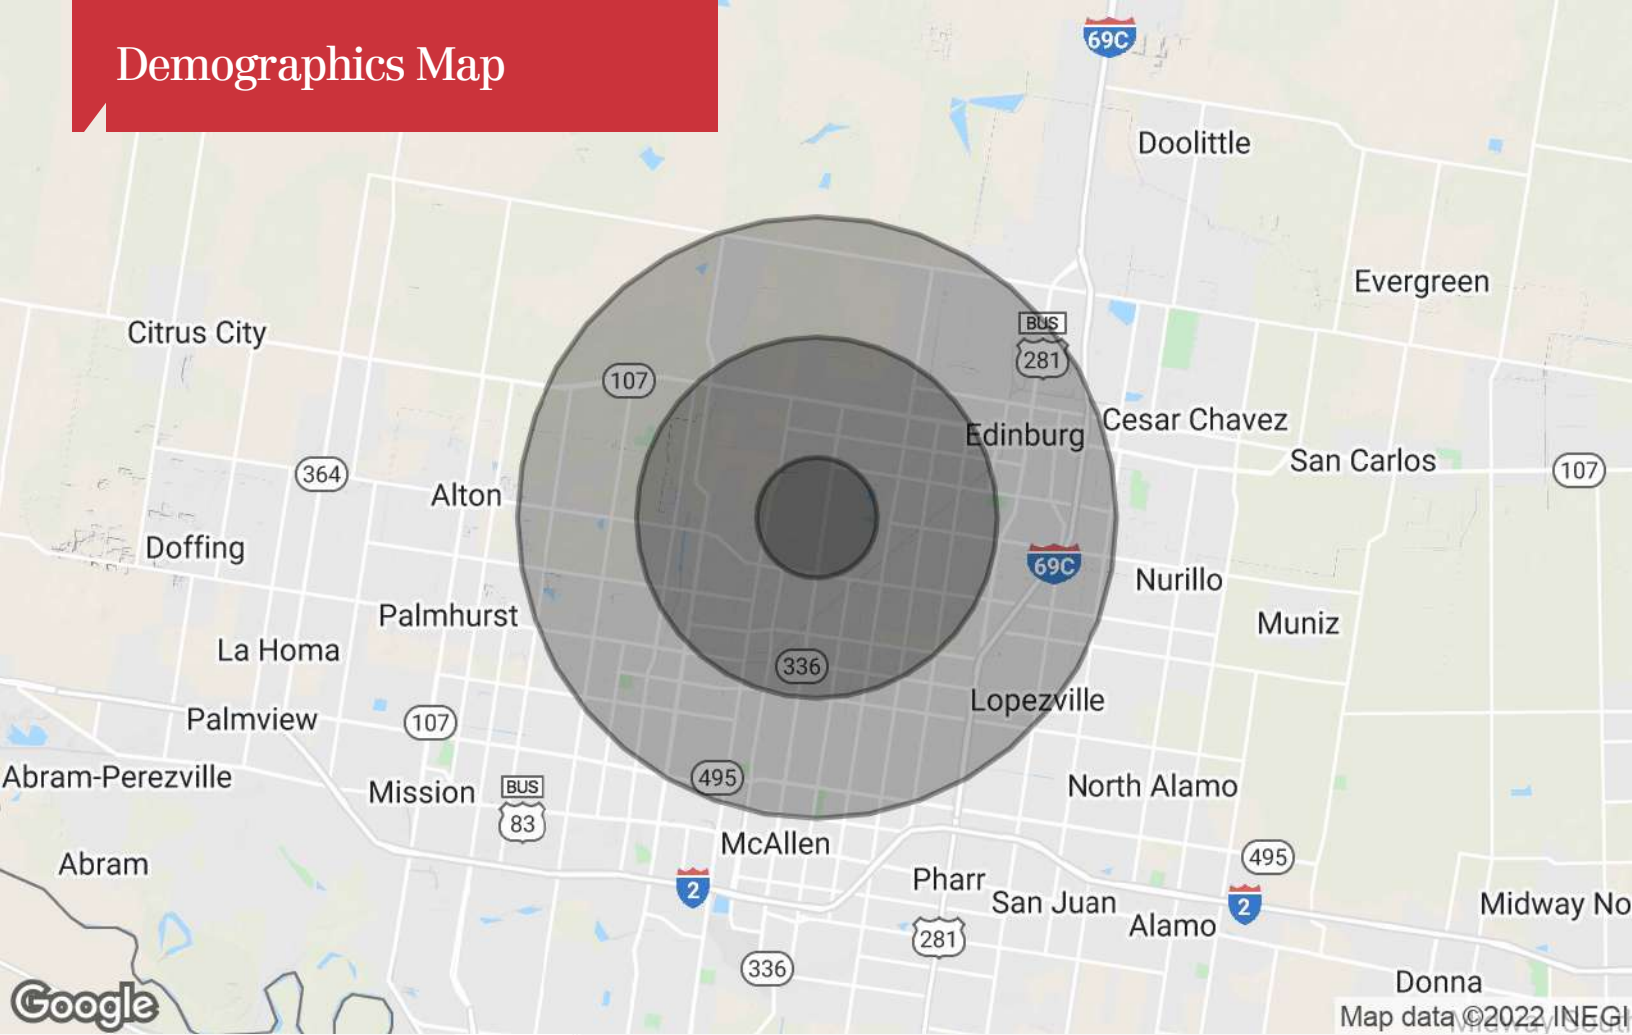 Demographics Map
69C
Doolittle
Evergreen
Citrus City
BUS
281
107
Cesar Chavez
Edinburg
San Carlos
107
364
Alton
Doffing
69C
Nurillo
Palmhurst
Muniz
La Homa
336
Lopezville
Palmview
107
495
Abram-Perezville
North Alamo
Mission
BUS
83
McAllen
495
Abram
Pharr
2
San Juan
2
Midway No
Alamo
281
336
Donna
Google
Map data ©2022 INEGI